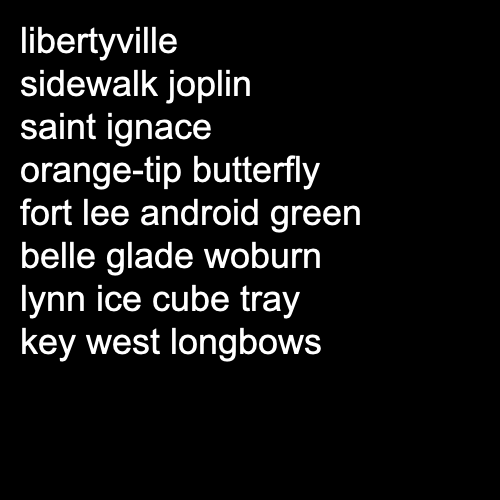 libertyville
sidewalk joplin
saint ignace
orange-tip butterfly
fort lee android green
belle glade woburn
lynn ice cube tray
key west longbows